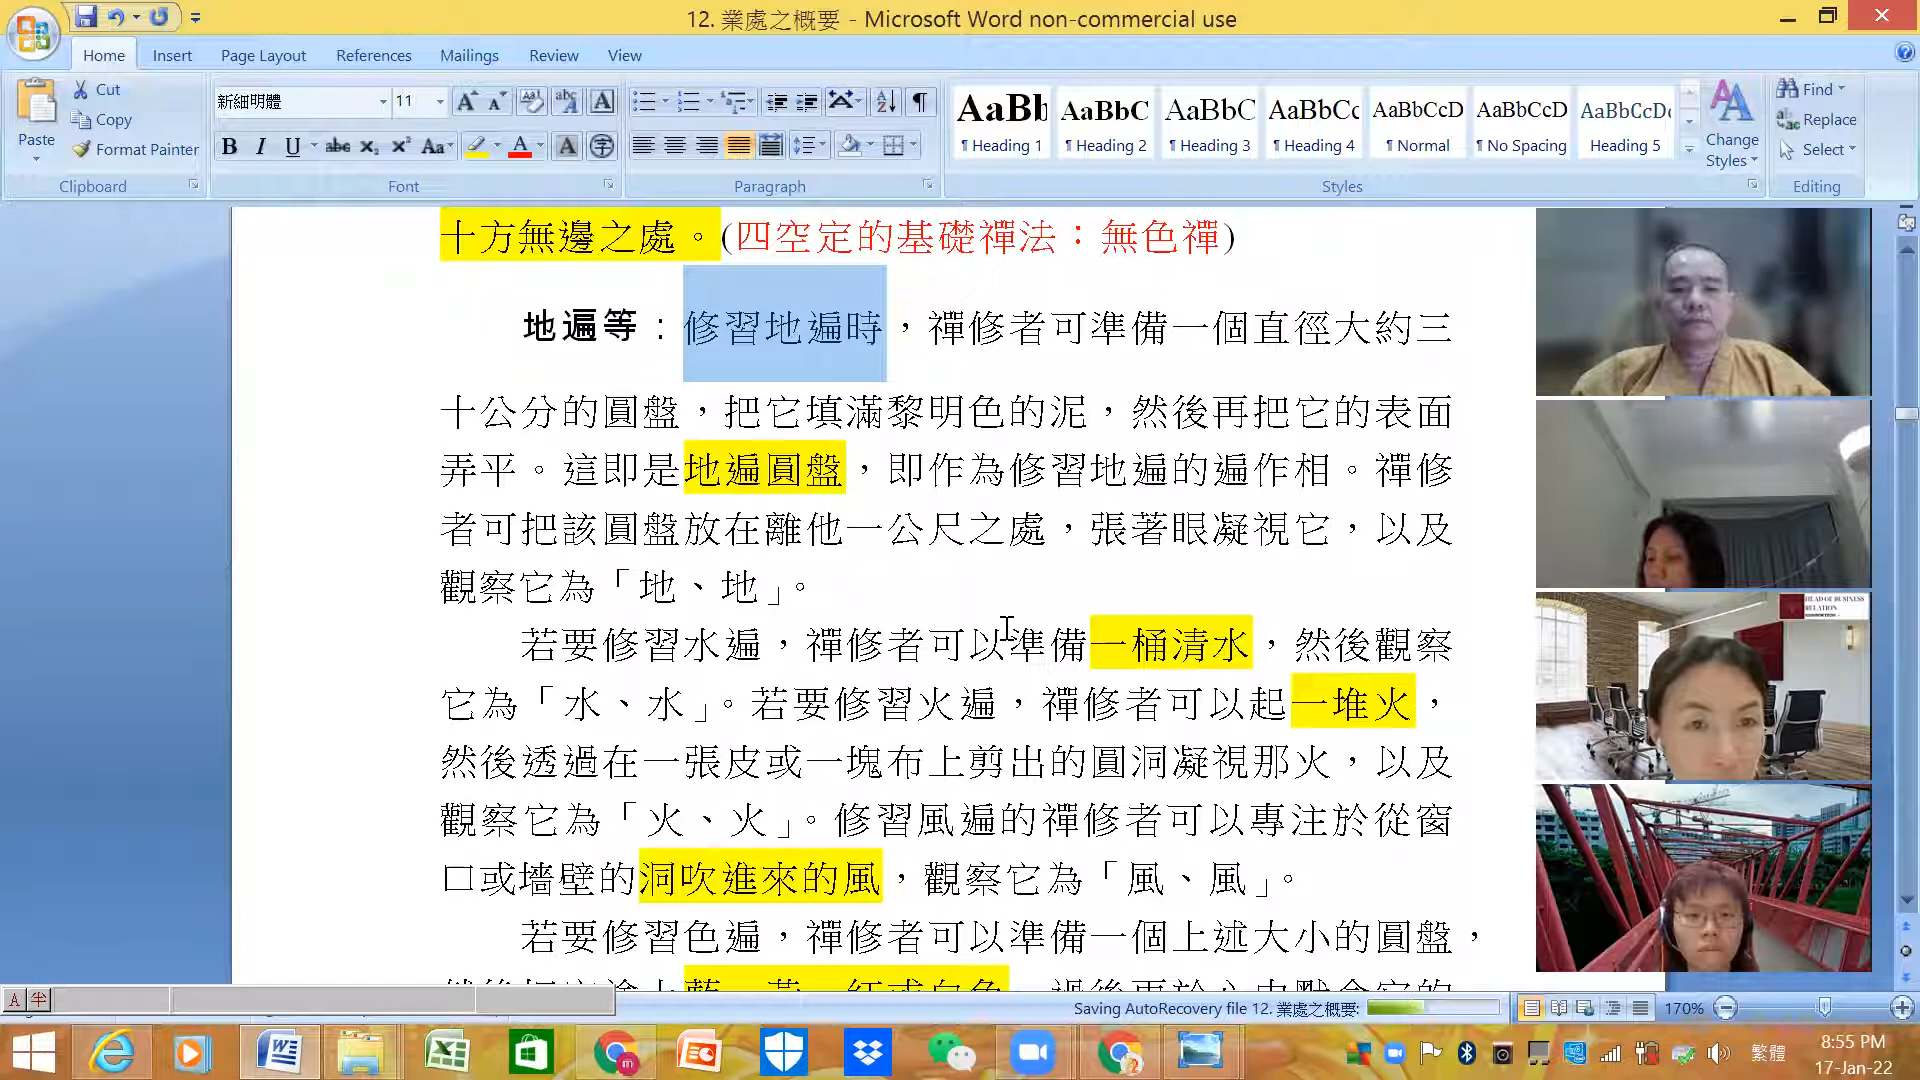 12. 業處之概要 - Microsoft Word non-commercial use
Home Insert Page Layout References Mailings Review View
Paste
Cut
Copy
Format Painter
Clipboard
新細明體 11
Font
Paragraph
AaBb AaBbC AaBbC AaBbCc AaBbCcD AaBbCcD AaBbCcDc
Heading 1 Heading 2 Heading 3 Heading 4 Normal No Spacing Heading 5
Change Styles
Styles
Find
Replace
Select
Editing
十方無邊之處。(四空定的基礎禪法：無色禪)
地遍等：修習地遍時，禪修者可準備一個直徑大約三
十公分的圓盤，把它填滿黎明色的泥，然後再把它的表面
弄平。這即是地遍圓盤，即作為修習地遍的遍作相。禪修
者可把該圓盤放在離他一公尺之處，張著眼凝視它，以及
觀察它為「地、地」。
若要修習水遍，禪修者可以準備一桶清水，然後觀察
它為「水、水」。若要修習火遍，禪修者可以起一堆火，
然後透過在一張皮或一塊布上剪出的圓洞凝視那火，以及
觀察它為「火、火」。修習風遍的禪修者可以專注於從窗
口或墻壁的洞吹進來的風，觀察它為「風、風」。
若要修習色遍，禪修者可以準備一個上述大小的圓盤，
HEAD OF BUSINESS
RELATION
Saving AutoRecovery file 12. 業處之概要:
170%
繁體
8:55 PM
17-Jan-22